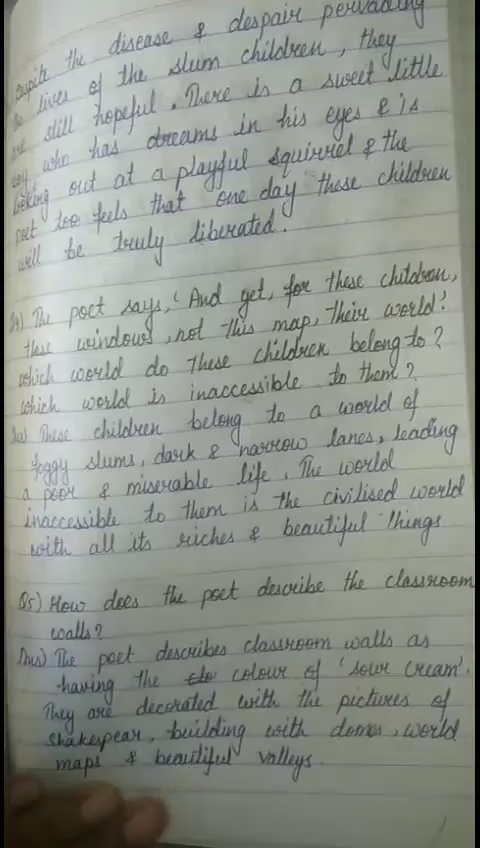 Despite the disease & despair pervading
the lives of the slum children, they
are still hopeful. There is a sweet little
boy who has dreams in his eyes & is
looking out at a playful squirrel & the
poet too feels that one day these children
will be truly liberated.
The poet says, 'And yet, for these children,
these windows, not this map, their world?
which world do these children belong to?
which world is inaccessible to them?
These children belong to a world of
foggy slums, dark & narrow lanes, leading
a poor & miserable life. The world
inaccessible to them is the civilised world
with all its riches & beautiful things
Q5) How does the poet describe the classroom
walls?
Ans) The poet describes classroom walls as
having the clo colour of 'sour cream'.
They are decorated with the pictures of
Shakespear, building with domes, world
maps & beautiful valleys.